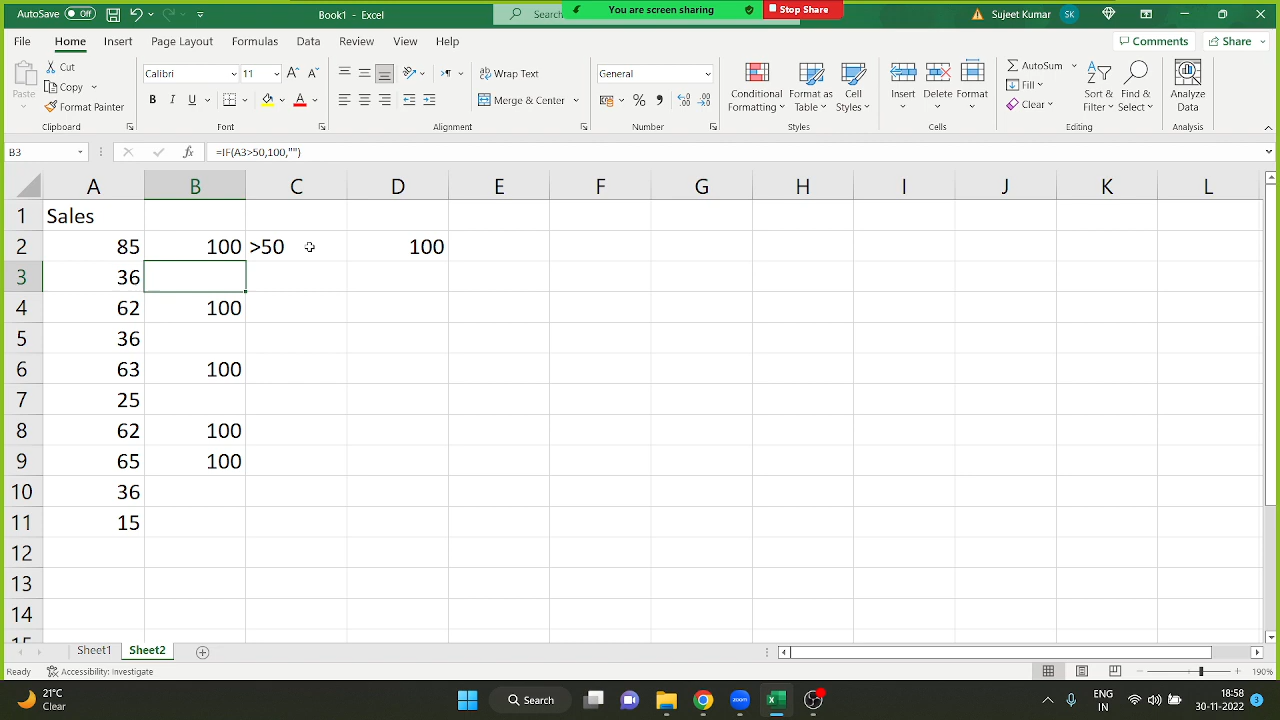 AutoSave Off Book1 - Excel Search You are screen sharing Stop Share Sujeet Kumar SK
File Home Insert Page Layout Formulas Data Review View Help Comments Share
Paste Cut Copy Format Painter
Calibri 11
B I U A
Wrap Text
Merge & Center
General
Conditional Formatting
Format as Table
Cell Styles
Insert
Delete
Format
AutoSum
Fill
Clear
Sort & Filter
Find & Select
Analyze Data
Clipboard Font Alignment Number Styles Cells Editing Analysis
B3 fx =IF(A3>50,100,"")
A B C D E F G H I J K L
1 Sales
2 85 100 >50 100
3 36
4 62 100
5 36
6 63 100
7 25
8 62 100
9 65 100
10 36
11 15
12
13
14
15
Sheet1 Sheet2
Ready Accessibility: Investigate 190%
21°C
Clear
Search
zoom
ENG
IN
18:58
30-11-2022
3